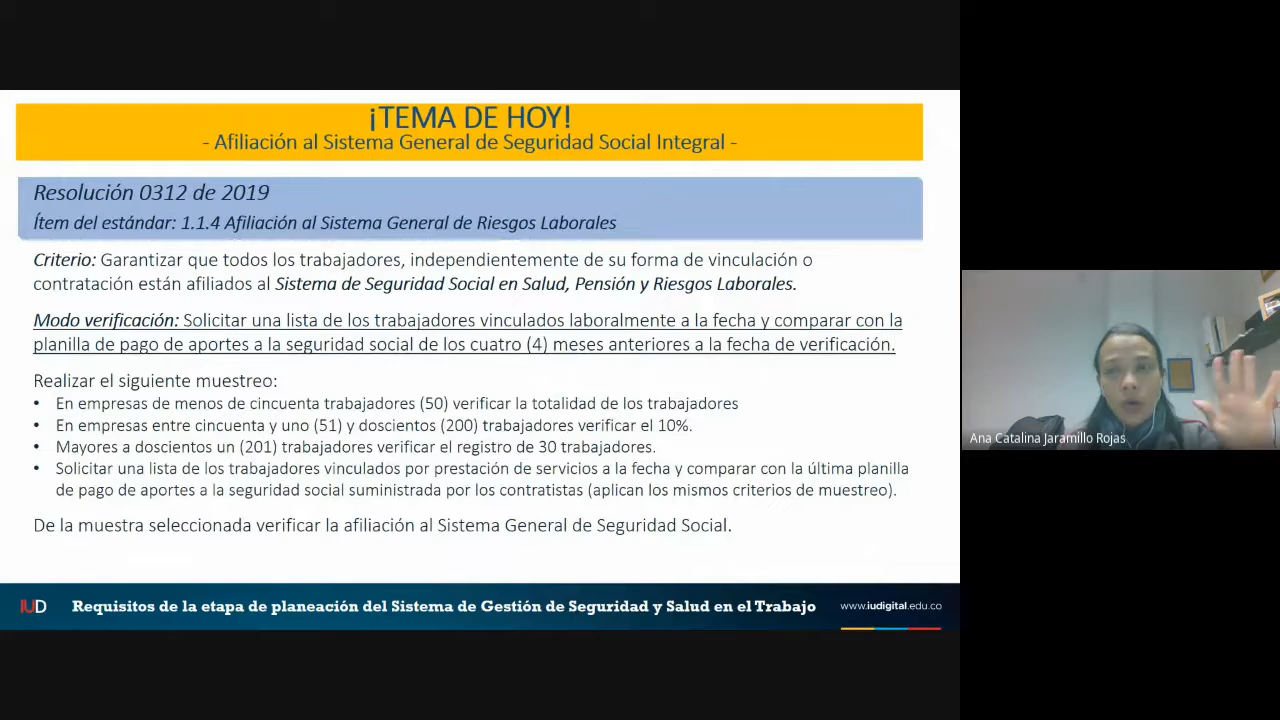 ¡TEMA DE HOY!
- Afiliación al Sistema General de Seguridad Social Integral -
Resolución 0312 de 2019
Ítem del estándar: 1.1.4 Afiliación al Sistema General de Riesgos Laborales
Criterio: Garantizar que todos los trabajadores, independientemente de su forma de vinculación o
contratación están afiliados al Sistema de Seguridad Social en Salud, Pensión y Riesgos Laborales.
Modo verificación: Solicitar una lista de los trabajadores vinculados laboralmente a la fecha y comparar con la
planilla de pago de aportes a la seguridad social de los cuatro (4) meses anteriores a la fecha de verificación.
Realizar el siguiente muestreo:
• En empresas de menos de cincuenta trabajadores (50) verificar la totalidad de los trabajadores
• En empresas entre cincuenta y uno (51) y doscientos (200) trabajadores verificar el 10%.
• Mayores a doscientos un (201) trabajadores verificar el registro de 30 trabajadores.
• Solicitar una lista de los trabajadores vinculados por prestación de servicios a la fecha y comparar con la última planilla
de pago de aportes a la seguridad social suministrada por los contratistas (aplican los mismos criterios de muestreo).
De la muestra seleccionada verificar la afiliación al Sistema General de Seguridad Social.
IUD Requisitos de la etapa de planeación del Sistema de Gestión de Seguridad y Salud en el Trabajo www.iudigital.edu.co
Ana Catalina Jaramillo Rojas